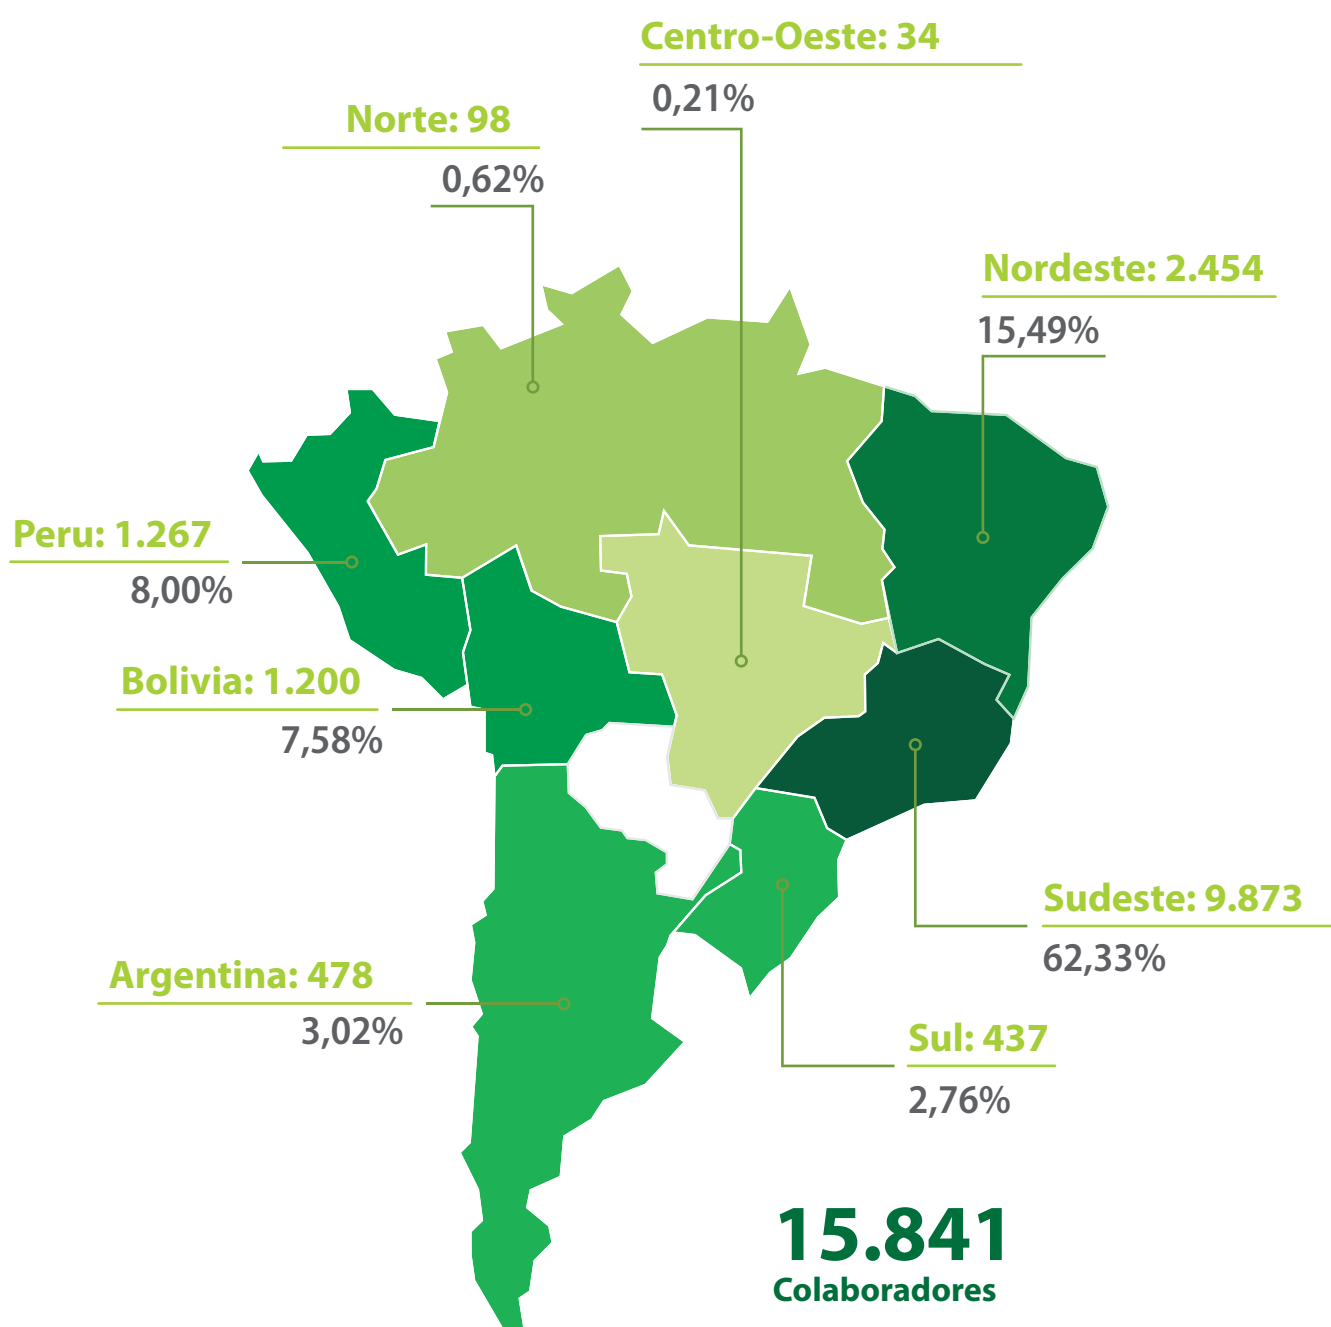 Centro-Oeste: 34
0,21%
Norte: 98
0,62%
Nordeste: 2.454
15,49%
Peru: 1.267
8,00%
Bolivia: 1.200
7,58%
Sudeste: 9.873
62,33%
Argentina: 478
3,02%
Sul: 437
2,76%
15.841
Colaboradores